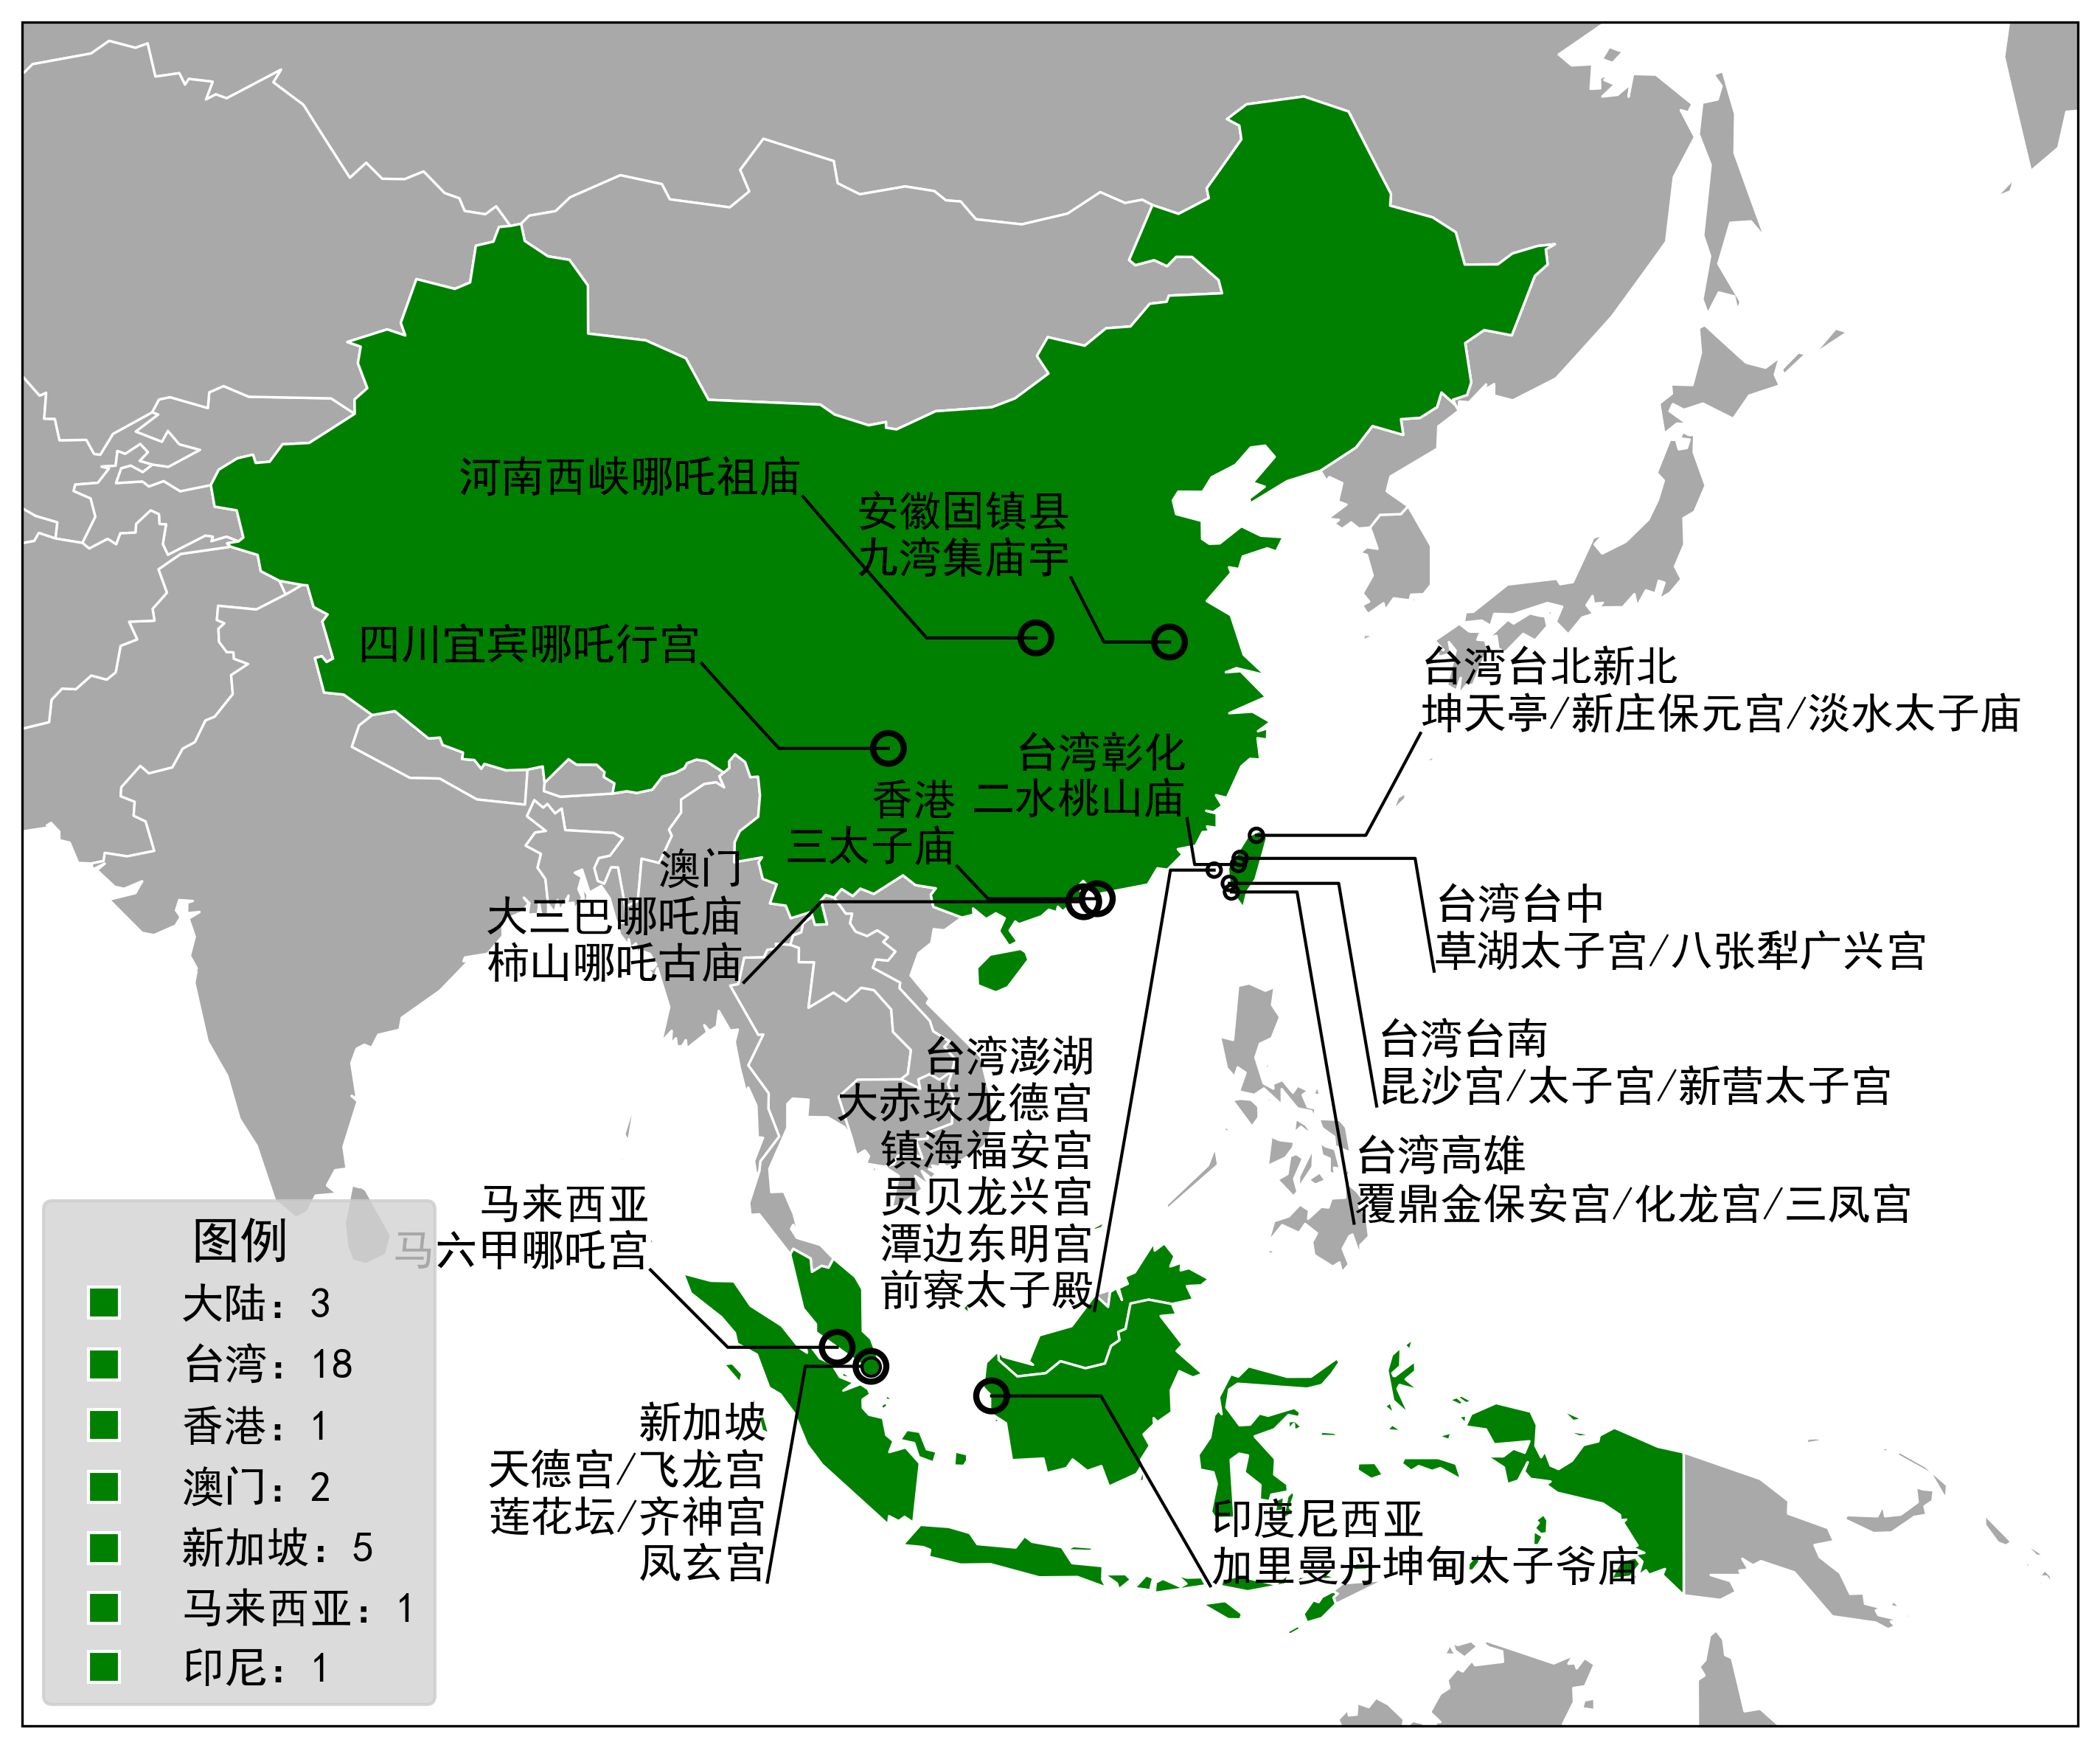 河南西峡哪吒祖庙
安徽固镇县
九湾集庙宇
四川宜宾哪吒行宫
台湾台北新北
坤天亭/新庄保元宫/淡水太子庙
台湾彰化
二水桃山庙
香港
三太子庙
澳门
大三巴哪吒庙
柿山哪吒古庙
台湾台中
草湖太子宫/八张犁广兴宫
台湾台南
昆沙宫/太子宫/新营太子宫
台湾澎湖
大赤崁龙德宫
镇海福安宫
员贝龙兴宫
潭边东明宫
前寮太子殿
台湾高雄
覆鼎金保安宫/化龙宫/三凤宫
马来西亚
马六甲哪吒宫
新加坡
天德宫/飞龙宫
莲花坛/齐神宫
凤玄宫
印度尼西亚
加里曼丹坤甸太子爷庙
图例
大陆：3
台湾：18
香港：1
澳门：2
新加坡：5
马来西亚：1
印尼：1